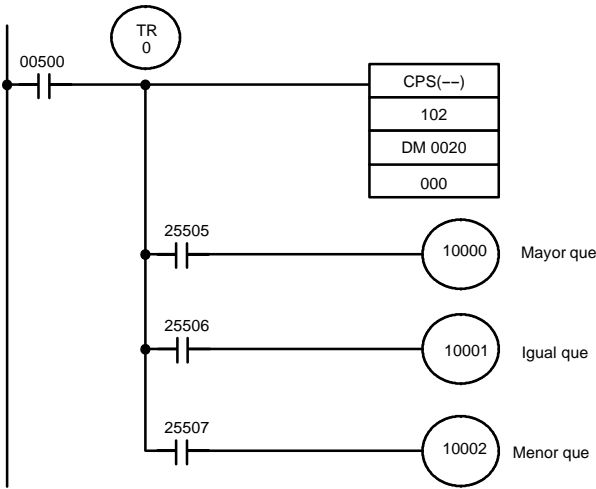 TR
0
00500
CPS(−−)
102
DM 0020
000
25505
10000
Mayor que
25506
10001
Igual que
25507
10002
Menor que